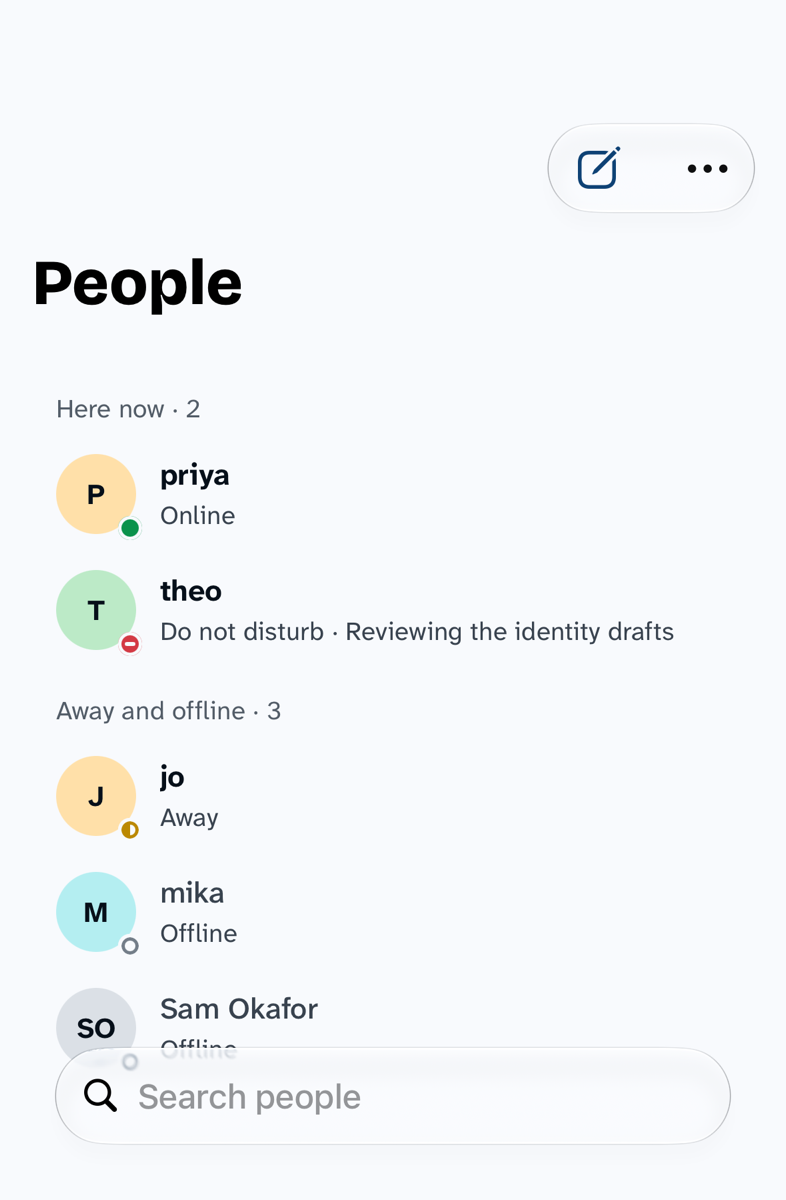 People
Here now · 2
P
priya
Online
T
theo
Do not disturb · Reviewing the identity drafts
Away and offline · 3
J
jo
Away
M
mika
Offline
SO
Sam Okafor
Offline
Search people